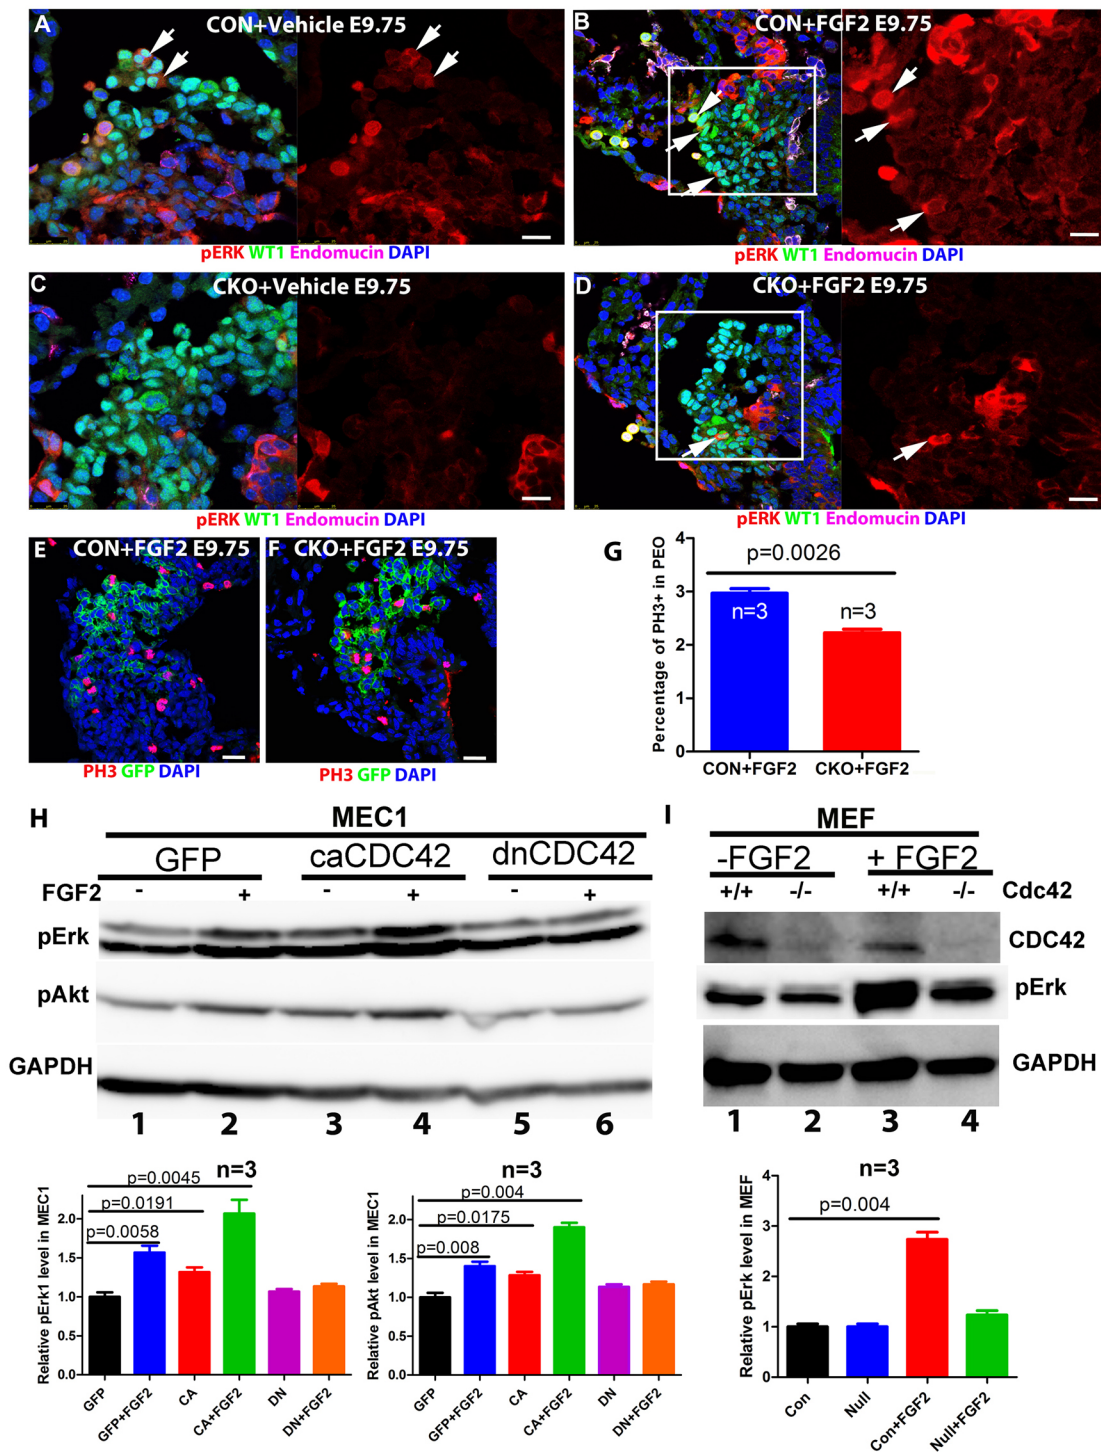 A
CON+Vehicle E9.75
pERK WT1 Endomucin DAPI
B
CON+FGF2 E9.75
pERK WT1 Endomucin DAPI
C
CKO+Vehicle E9.75
pERK WT1 Endomucin DAPI
D
CKO+FGF2 E9.75
pERK WT1 Endomucin DAPI
E CON+FGF2 E9.75
PH3 GFP DAPI
F CKO+FGF2 E9.75
PH3 GFP DAPI
G
Percentage of PH3+ in PEO
4
3
2
1
0
p=0.0026
n=3
n=3
CON+FGF2
CKO+FGF2
H
MEC1
GFP caCDC42 dnCDC42
FGF2 - + - + - +
pErk
pAkt
GAPDH
1 2 3 4 5 6
I
MEF
-FGF2 + FGF2
+/+ -/- +/+ -/- Cdc42
CDC42
pErk
GAPDH
1 2 3 4
n=3
p=0.0045
p=0.0191
p=0.0058
Relative pErk1 level in MEC1
2.0
1.5
1.0
0.5
0.0
GFP
GFP+FGF2
CA
CA+FGF2
DN
DN+FGF2
n=3
p=0.004
p=0.0175
p=0.008
Relative pAkt level in MEC1
2.0
1.5
1.0
0.5
0.0
GFP
GFP+FGF2
CA
CA+FGF2
DN
DN+FGF2
n=3
p=0.004
Relative pErk level in MEF
4
3
2
1
0
Con
Null
Con+FGF2
Null+FGF2